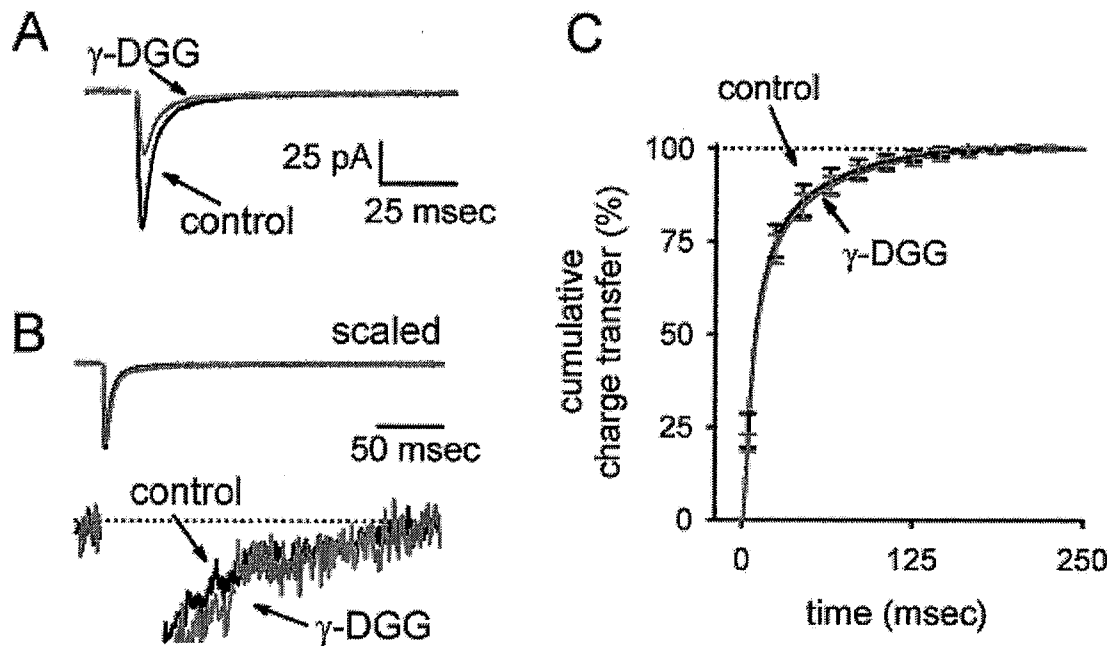 A
γ-DGG
25 pA
25 msec
control
B
scaled
50 msec
control
γ-DGG
C
control
γ-DGG
cumulative
charge transfer (%)
100
75
50
25
0
0 125 250
time (msec)